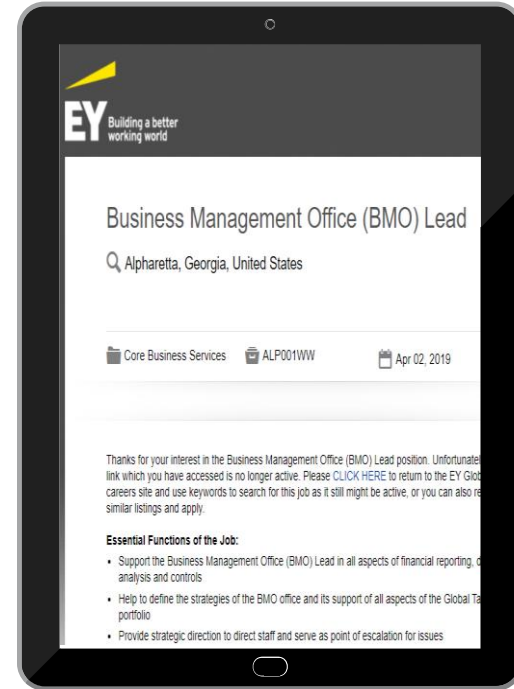 EY
Building a better
working world
Business Management Office (BMO) Lead
Alpharetta, Georgia, United States
Core Business Services ALP001WW Apr 02, 2019
Thanks for your interest in the Business Management Office (BMO) Lead position.
link which you have accessed is no longer active. Please CLICK HERE to return to the EY
careers site and use keywords to search for this job as it still might be active, or you can also
similar listings and apply.
Essential Functions of the Job:
• Support the Business Management Office (BMO) Lead in all aspects of financial reporting,
analysis and controls
• Help to define the strategies of the BMO office and its support of all aspects of the Global
portfolio
• Provide strategic direction to direct staff and serve as point of escalation for issues